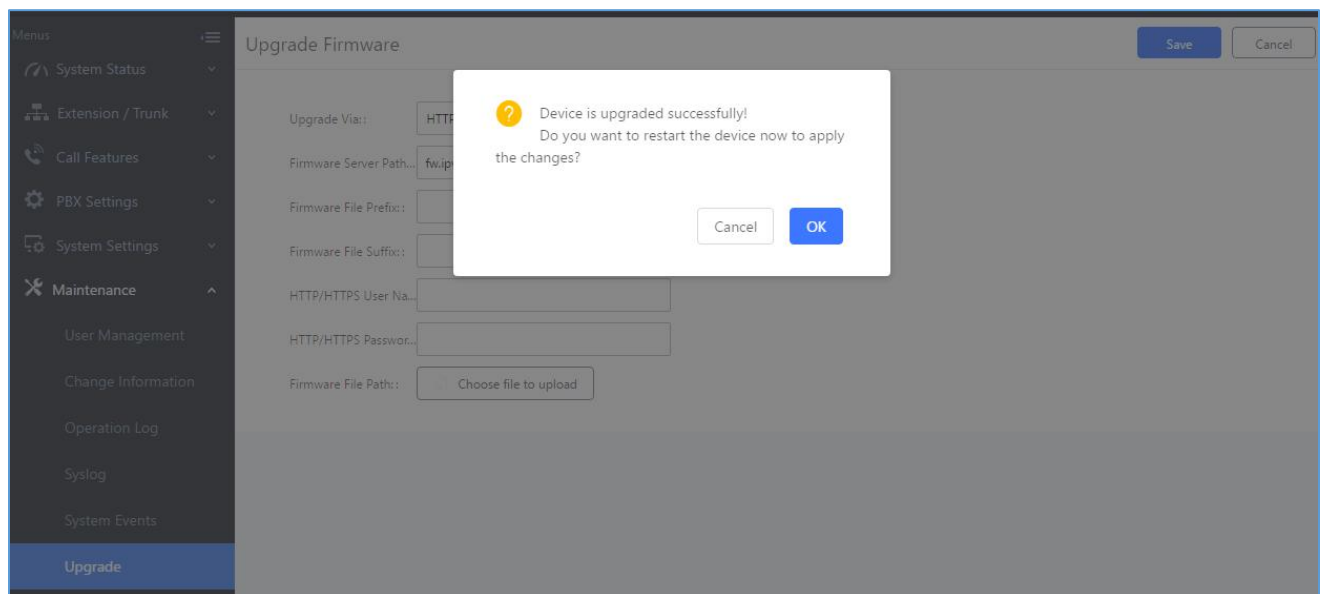 Menus
System Status
Extension / Trunk
Call Features
PBX Settings
System Settings
Maintenance
User Management
Change Information
Operation Log
Syslog
System Events
Upgrade
Upgrade Firmware
Save
Cancel
Upgrade Via::
HTTP
Firmware Server Path...
fw.ip
Firmware File Prefix::
Firmware File Suffix::
HTTP/HTTPS User Na...
HTTP/HTTPS Passwor...
Firmware File Path::
Choose file to upload
Device is upgraded successfully!
Do you want to restart the device now to apply
the changes?
Cancel
OK